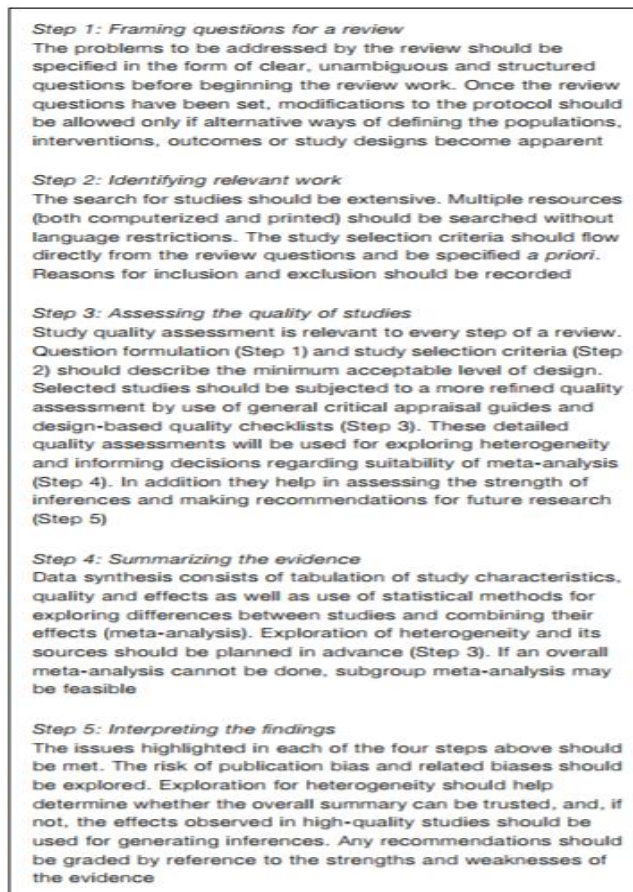 Step 1: Framing questions for a review
The problems to be addressed by the review should be
specified in the form of clear, unambiguous and structured
questions before beginning the review work. Once the review
questions have been set, modifications to the protocol should
be allowed only if alternative ways of defining the populations,
interventions, outcomes or study designs become apparent
Step 2: Identifying relevant work
The search for studies should be extensive. Multiple resources
(both computerized and printed) should be searched without
language restrictions. The study selection criteria should flow
directly from the review questions and be specified a priori.
Reasons for inclusion and exclusion should be recorded
Step 3: Assessing the quality of studies
Study quality assessment is relevant to every step of a review.
Question formulation (Step 1) and study selection criteria (Step
2) should describe the minimum acceptable level of design.
Selected studies should be subjected to a more refined quality
assessment by use of general critical appraisal guides and
design-based quality checklists (Step 3). These detailed
quality assessments will be used for exploring heterogeneity
and informing decisions regarding suitability of meta-analysis
(Step 4). In addition they help in assessing the strength of
inferences and making recommendations for future research
(Step 5)
Step 4: Summarizing the evidence
Data synthesis consists of tabulation of study characteristics,
quality and effects as well as use of statistical methods for
exploring differences between studies and combining their
effects (meta-analysis). Exploration of heterogeneity and its
sources should be planned in advance (Step 3). If an overall
meta-analysis cannot be done, subgroup meta-analysis may
be feasible
Step 5: Interpreting the findings
The issues highlighted in each of the four steps above should
be met. The risk of publication bias and related biases should
be explored. Exploration for heterogeneity should help
determine whether the overall summary can be trusted, and, if
not, the effects observed in high-quality studies should be
used for generating inferences. Any recommendations should
be graded by reference to the strengths and weaknesses of
the evidence